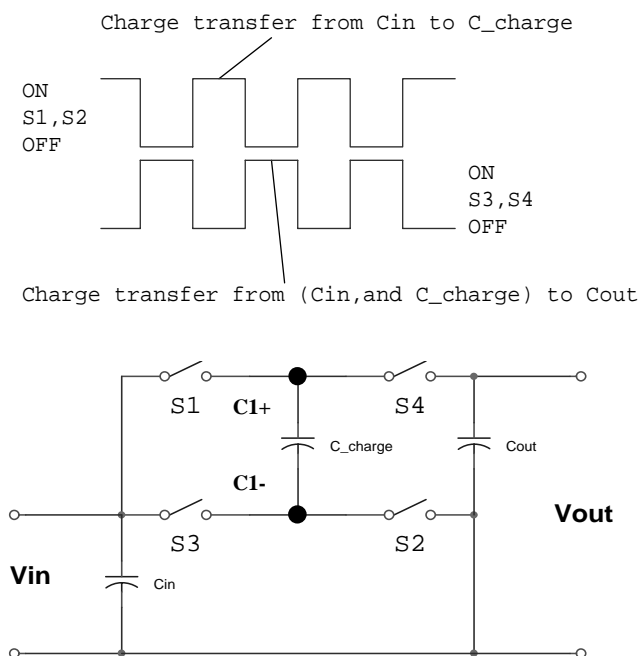 Charge transfer from Cin to C_charge
ON
S1,S2
OFF
ON
S3,S4
OFF
Charge transfer from (Cin,and C_charge) to Cout
S1
C1+
S4
C_charge
Cout
C1-
S3
S2
Vout
Vin
Cin